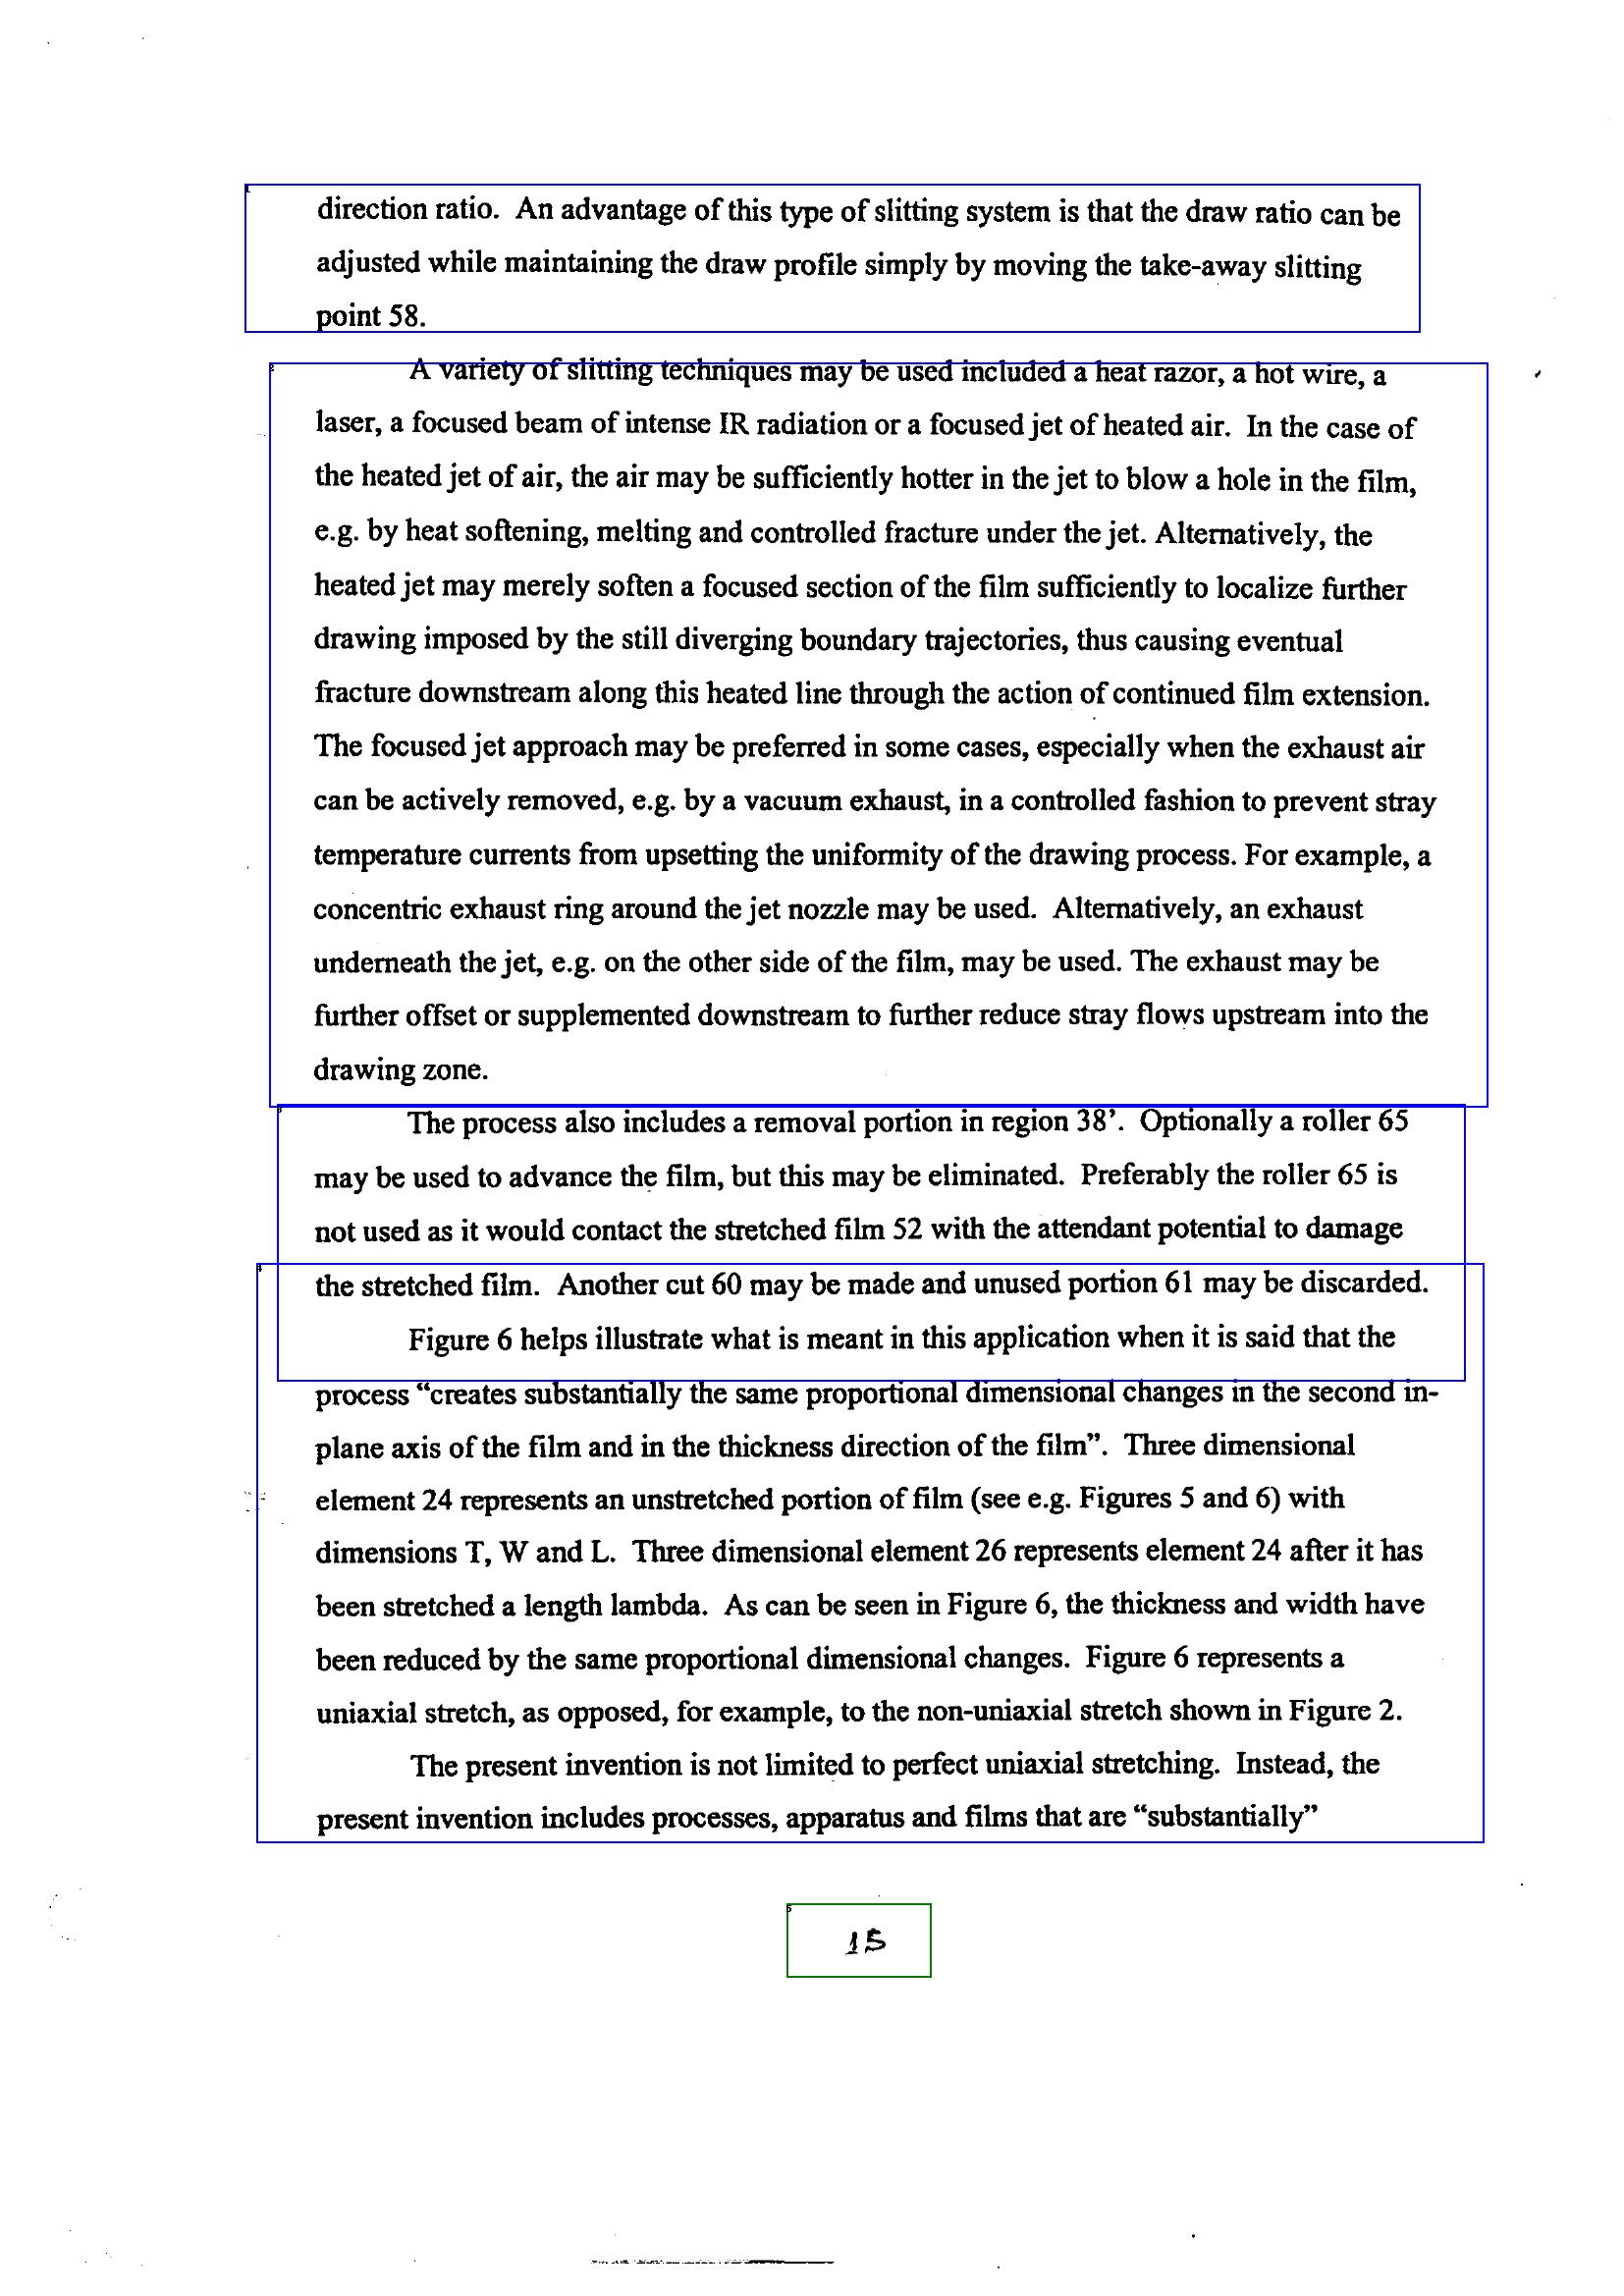 direction ratio.  An advantage of this type of slitting system is that the draw ratio can be
adjusted while maintaining the draw profile simply by moving the take-away slitting
point 58.
A variety of slitting techniques may be used included a heat razor, a hot wire, a
laser, a focused beam of intense IR radiation or a focused jet of heated air.  In the case of
the heated jet of air, the air may be sufficiently hotter in the jet to blow a hole in the film,
e.g. by heat softening, melting and controlled fracture under the jet. Alternatively, the
heated jet may merely soften a focused section of the film sufficiently to localize further
drawing imposed by the still diverging boundary trajectories, thus causing eventual
fracture downstream along this heated line through the action of continued film extension.
The focused jet approach may be preferred in some cases, especially when the exhaust air
can be actively removed, e.g. by a vacuum exhaust, in a controlled fashion to prevent stray
temperature currents from upsetting the uniformity of the drawing process. For example, a
concentric exhaust ring around the jet nozzle may be used.  Alternatively, an exhaust
underneath the jet, e.g. on the other side of the film, may be used. The exhaust may be
further offset or supplemented downstream to further reduce stray flows upstream into the
drawing zone.
The process also includes a removal portion in region 38’.  Optionally a roller 65
may be used to advance the film, but this may be eliminated.  Preferably the roller 65 is
not used as it would contact the stretched film 52 with the attendant potential to damage
the stretched film.  Another cut 60 may be made and unused portion 61 may be discarded.
Figure 6 helps illustrate what is meant in this application when it is said that the
process “creates substantially the same proportional dimensional changes in the second in-
plane axis of the film and in the thickness direction of the film”.  Three dimensional
element 24 represents an unstretched portion of film (see e.g. Figures 5 and 6) with
dimensions T, W and L.  Three dimensional element 26 represents element 24 after it has
been stretched a length lambda.  As can be seen in Figure 6, the thickness and width have
been reduced by the same proportional dimensional changes.  Figure 6 represents a
uniaxial stretch, as opposed, for example, to the non-uniaxial stretch shown in Figure 2.
The present invention is not limited to perfect uniaxial stretching.  Instead, the
present invention includes processes, apparatus and films that are “substantially”
15